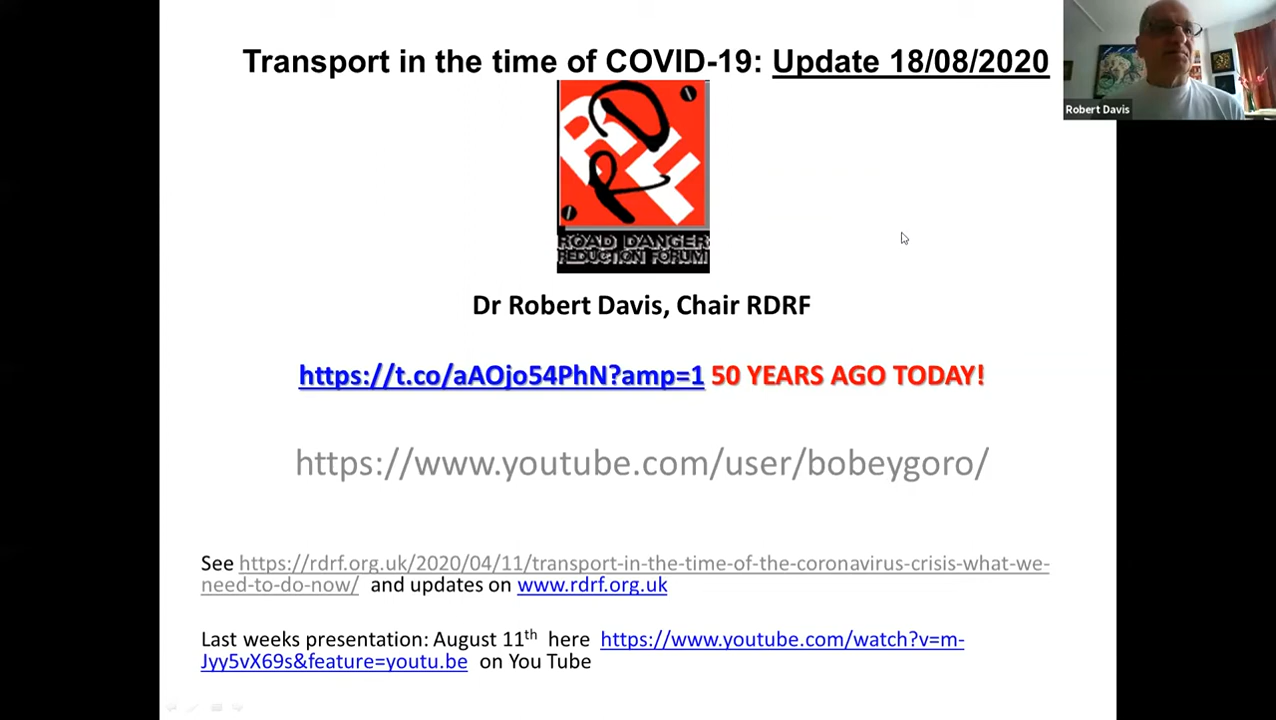 Transport in the time of COVID-19: Update 18/08/2020
Robert Davis
RDRF
ROAD DANGER
REDUCTION FORUM
Dr Robert Davis, Chair RDRF
https://t.co/aAOjo54PhN?amp=1 50 YEARS AGO TODAY!
https://www.youtube.com/user/bobeygoro/
See https://rdrf.org.uk/2020/04/11/transport-in-the-time-of-the-coronavirus-crisis-what-we-
need-to-do-now/ and updates on www.rdrf.org.uk
Last weeks presentation: August 11th here https://www.youtube.com/watch?v=m-
Jyy5vX69s&feature=youtu.be on You Tube